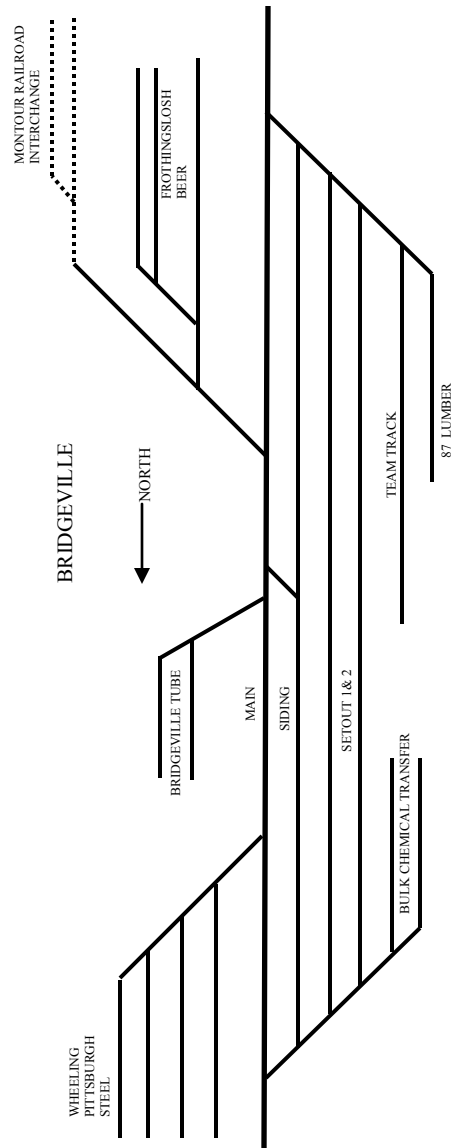 BRIDGEVILLE
NORTH
MONTOUR RAILROAD
INTERCHANGE
FROTHINGSLOSH
BEER
BRIDGEVILLE TUBE
WHEELING
PITTSBURGH
STEEL
MAIN
SIDING
SETOUT 1& 2
TEAM TRACK
87 LUMBER
BULK CHEMICAL TRANSFER